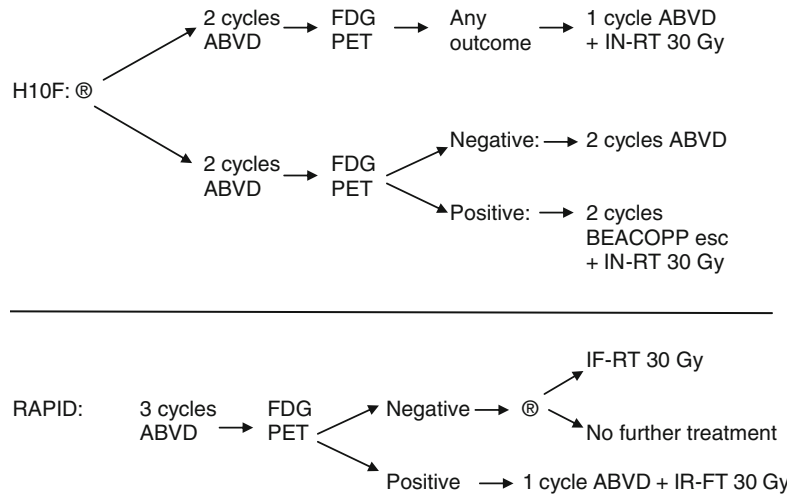 2 cycles ABVD
FDG PET
Any outcome
1 cycle ABVD + IN-RT 30 Gy
H10F: ®
2 cycles ABVD
FDG PET
Negative:
2 cycles ABVD
Positive:
2 cycles BEACOPP esc + IN-RT 30 Gy
RAPID:
3 cycles ABVD
FDG PET
Negative
®
IF-RT 30 Gy
No further treatment
Positive
1 cycle ABVD + IR-FT 30 Gy